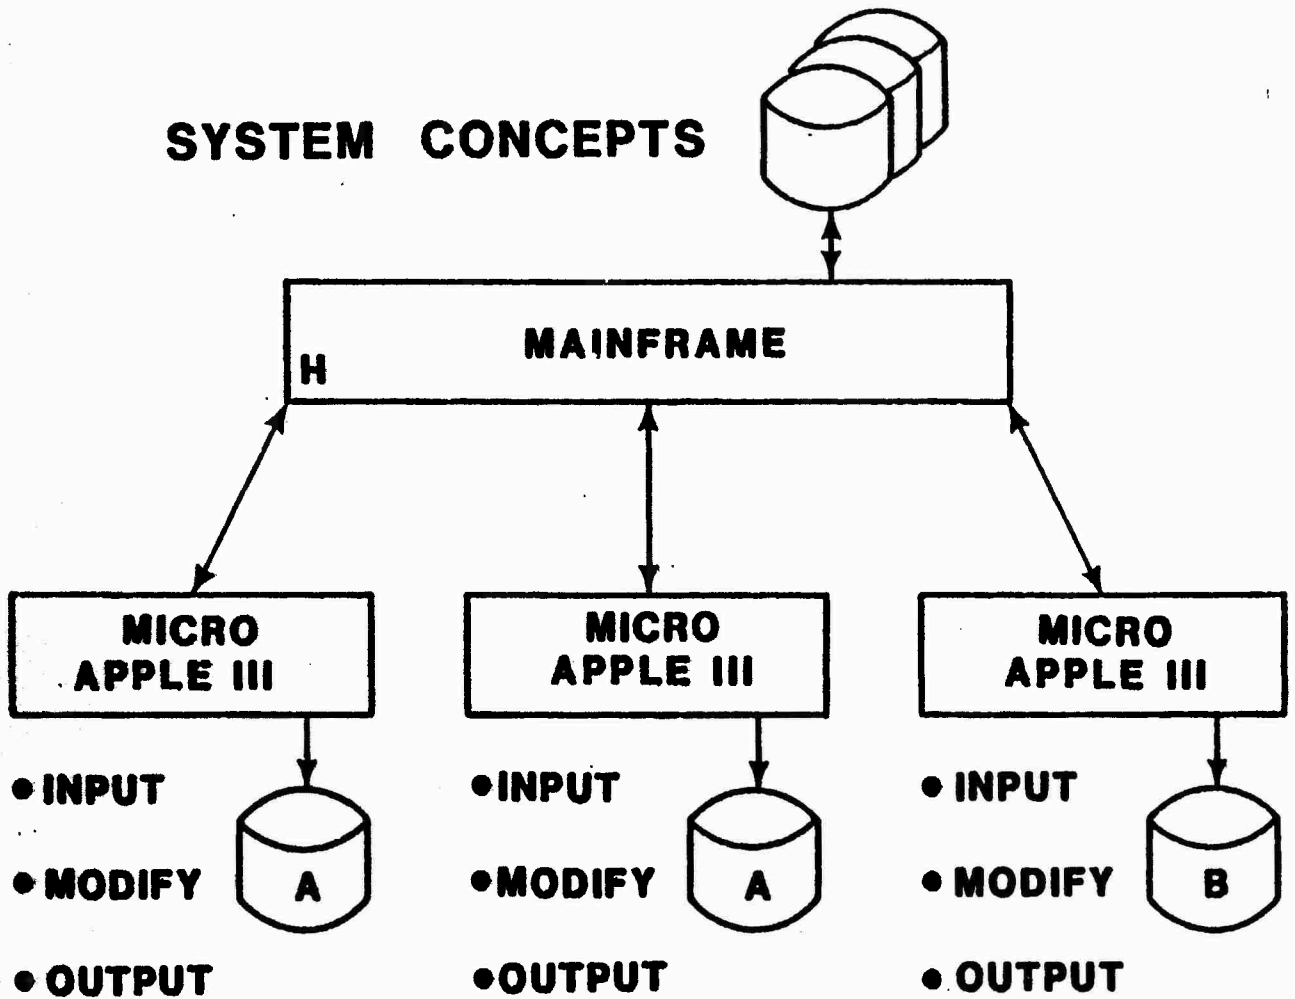 SYSTEM CONCEPTS
MAINFRAME
H
MICRO
APPLE III
● INPUT
● MODIFY
● OUTPUT
A
MICRO
APPLE III
● INPUT
● MODIFY
● OUTPUT
A
MICRO
APPLE III
● INPUT
● MODIFY
● OUTPUT
B